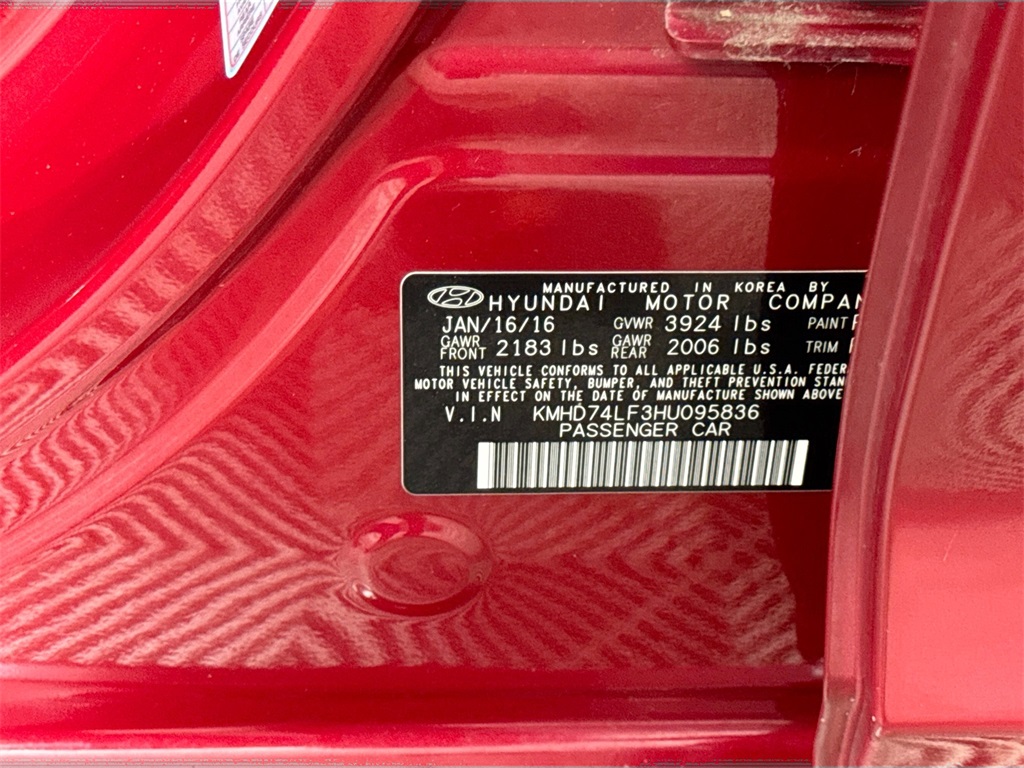 MANUFACTURED IN KOREA BY
HYUNDAI MOTOR COMPAN
JAN/16/16 GVWR 3924 lbs PAINT
GAWR FRONT 2183 lbs GAWR REAR 2006 lbs TRIM
THIS VEHICLE CONFORMS TO ALL APPLICABLE U.S.A. FEDER
MOTOR VEHICLE SAFETY, BUMPER, AND THEFT PREVENTION STAN
IN EFFECT ON THE DATE OF MANUFACTURE SHOWN ABOVE
V.I.N KMHD74LF3HU095836
PASSENGER CAR